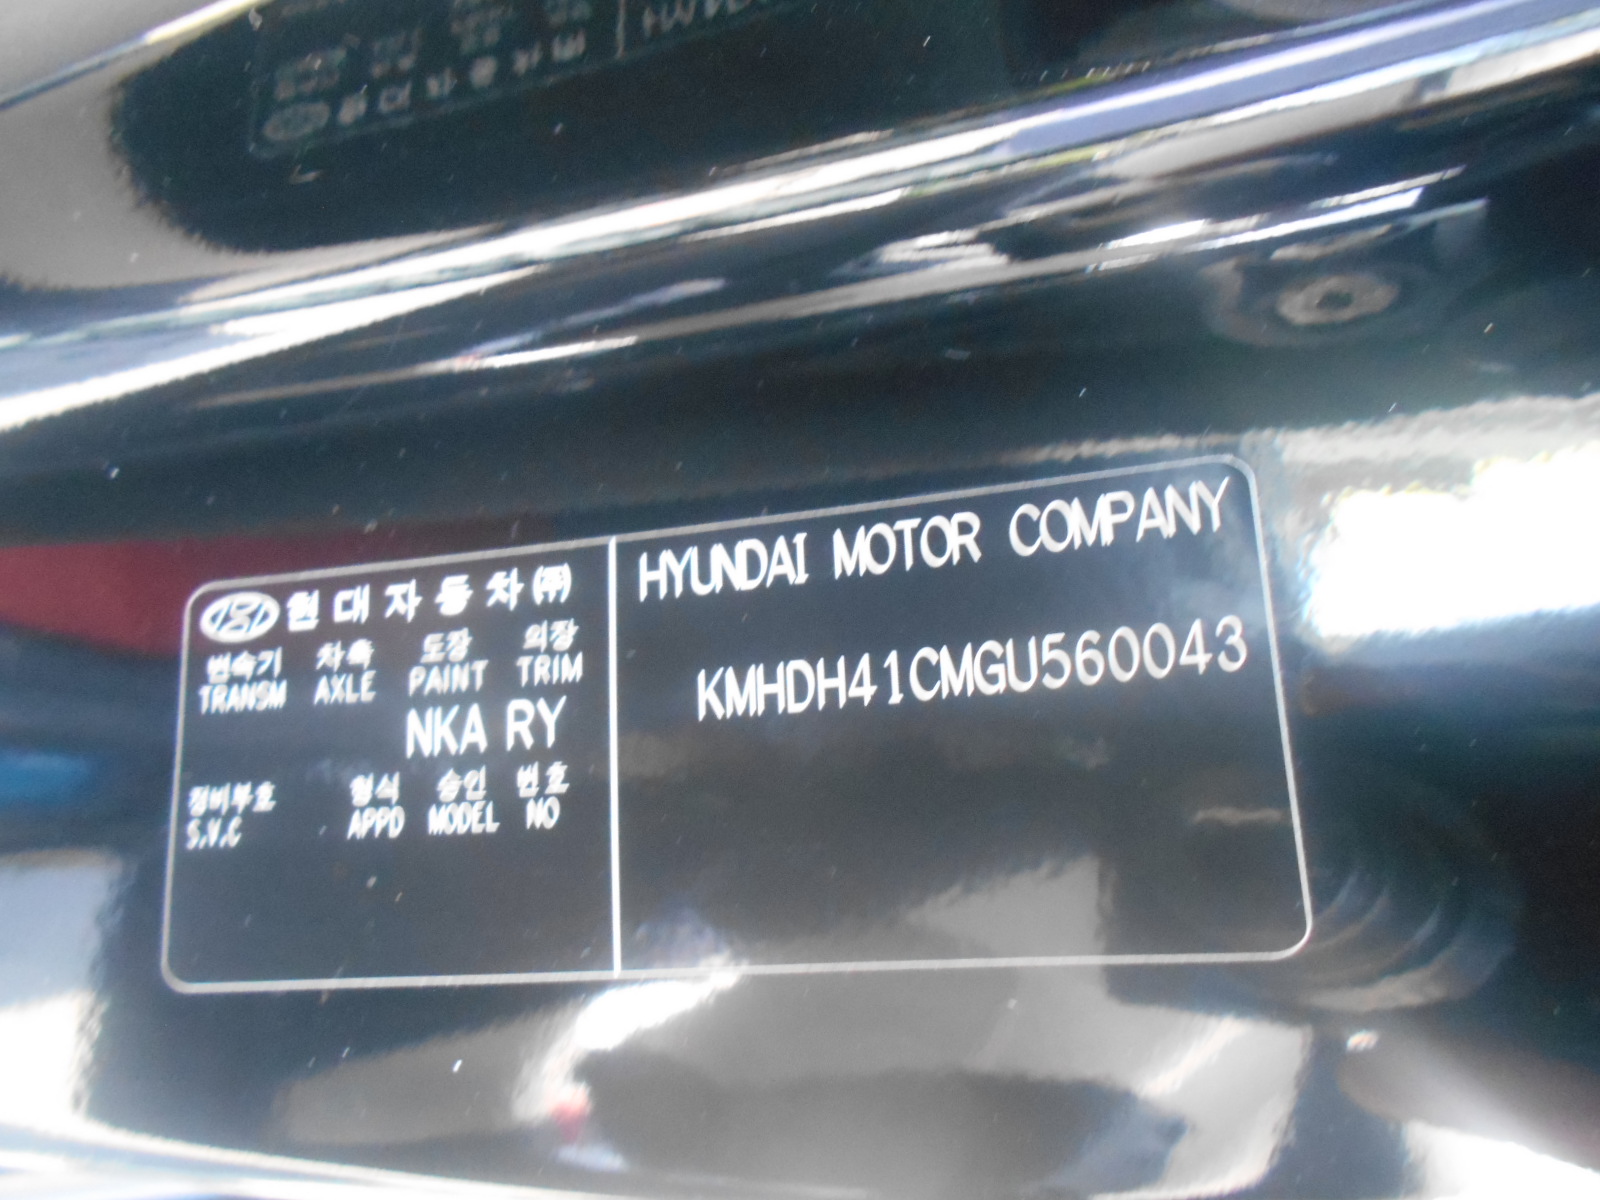 현대자동차(주)
변속기 차축 도장 의장
TRANSM AXLE PAINT TRIM
NKA RY
정비부호 형식 승인 번호
S.V.C APPD MODEL NO
HYUNDAI MOTOR COMPANY
KMHDH41CMGU560043